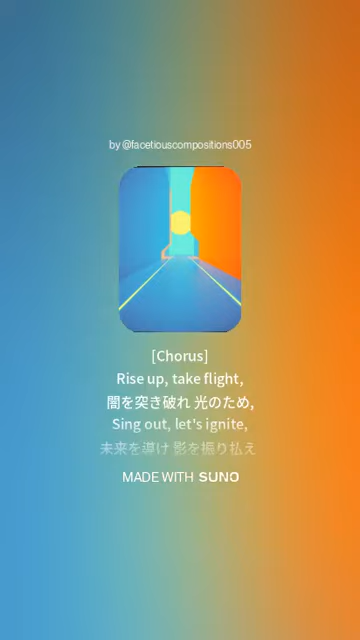 by @facetiouscompositions005
[Chorus]
Rise up, take flight,
闇を突き破れ 光のため,
Sing out, let's ignite,
未来を導け 影を振り払え
MADE WITH SUNO